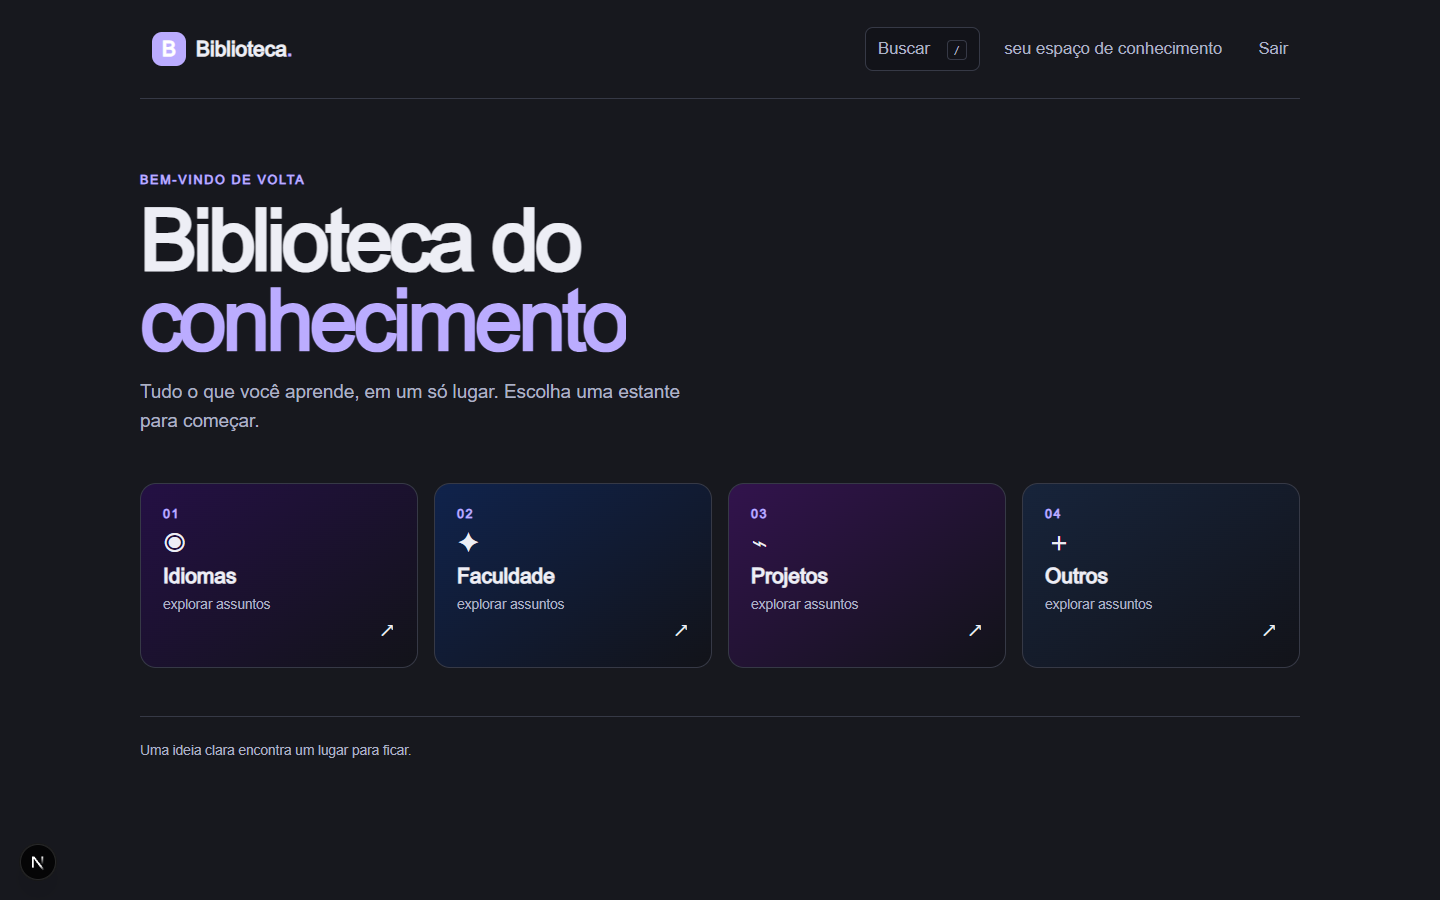 B Biblioteca.
Buscar /
seu espaço de conhecimento
Sair
BEM-VINDO DE VOLTA
Biblioteca do
conhecimento
Tudo o que você aprende, em um só lugar. Escolha uma estante
para começar.
01
Idiomas
explorar assuntos
↗
02
Faculdade
explorar assuntos
↗
03
Projetos
explorar assuntos
↗
04
+
Outros
explorar assuntos
↗
Uma ideia clara encontra um lugar para ficar.
N